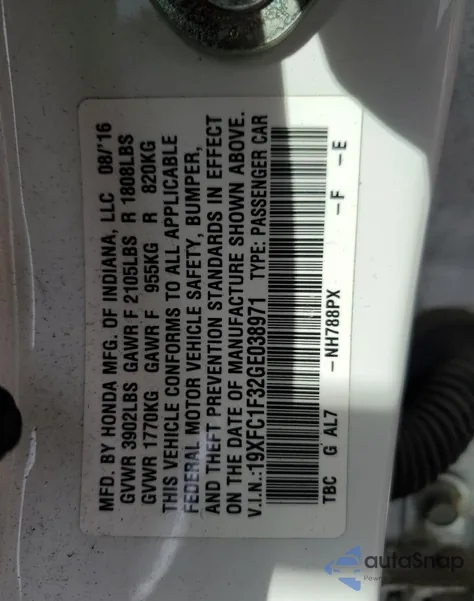 MFD. BY HONDA MFG. OF INDIANA, LLC 08/'16
GVWR 3902LBS GAWR F 2105LBS R 1808LBS
GVWR 1770KG GAWR F 955KG R 820KG
THIS VEHICLE CONFORMS TO ALL APPLICABLE
FEDERAL MOTOR VEHICLE SAFETY, BUMPER,
AND THEFT PREVENTION STANDARDS IN EFFECT
ON THE DATE OF MANUFACTURE SHOWN ABOVE.
V.I.N.:19XFC1F32GE038971 TYPE: PASSENGER CAR
TBC G AL7 -NH788PX -F -E
autoSnap